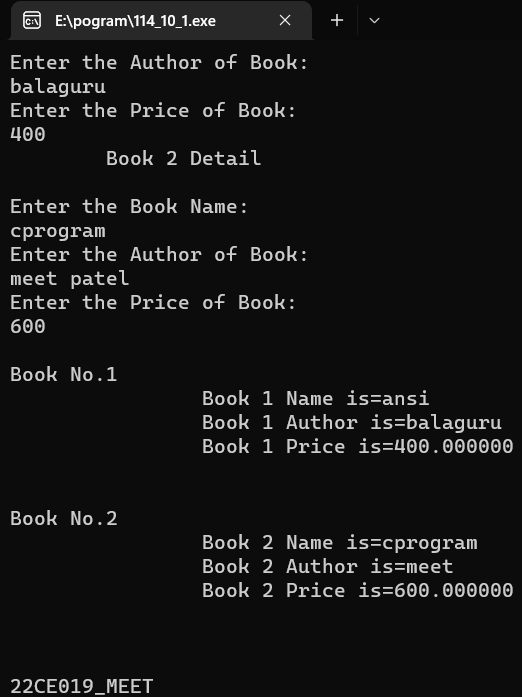 E:\pogram\114_10_1.exe
Enter the Author of Book:
balaguru
Enter the Price of Book:
400
Book 2 Detail
Enter the Book Name:
cprogram
Enter the Author of Book:
meet patel
Enter the Price of Book:
600
Book No.1
Book 1 Name is=ansi
Book 1 Author is=balaguru
Book 1 Price is=400.000000
Book No.2
Book 2 Name is=cprogram
Book 2 Author is=meet
Book 2 Price is=600.000000
22CE019_MEET